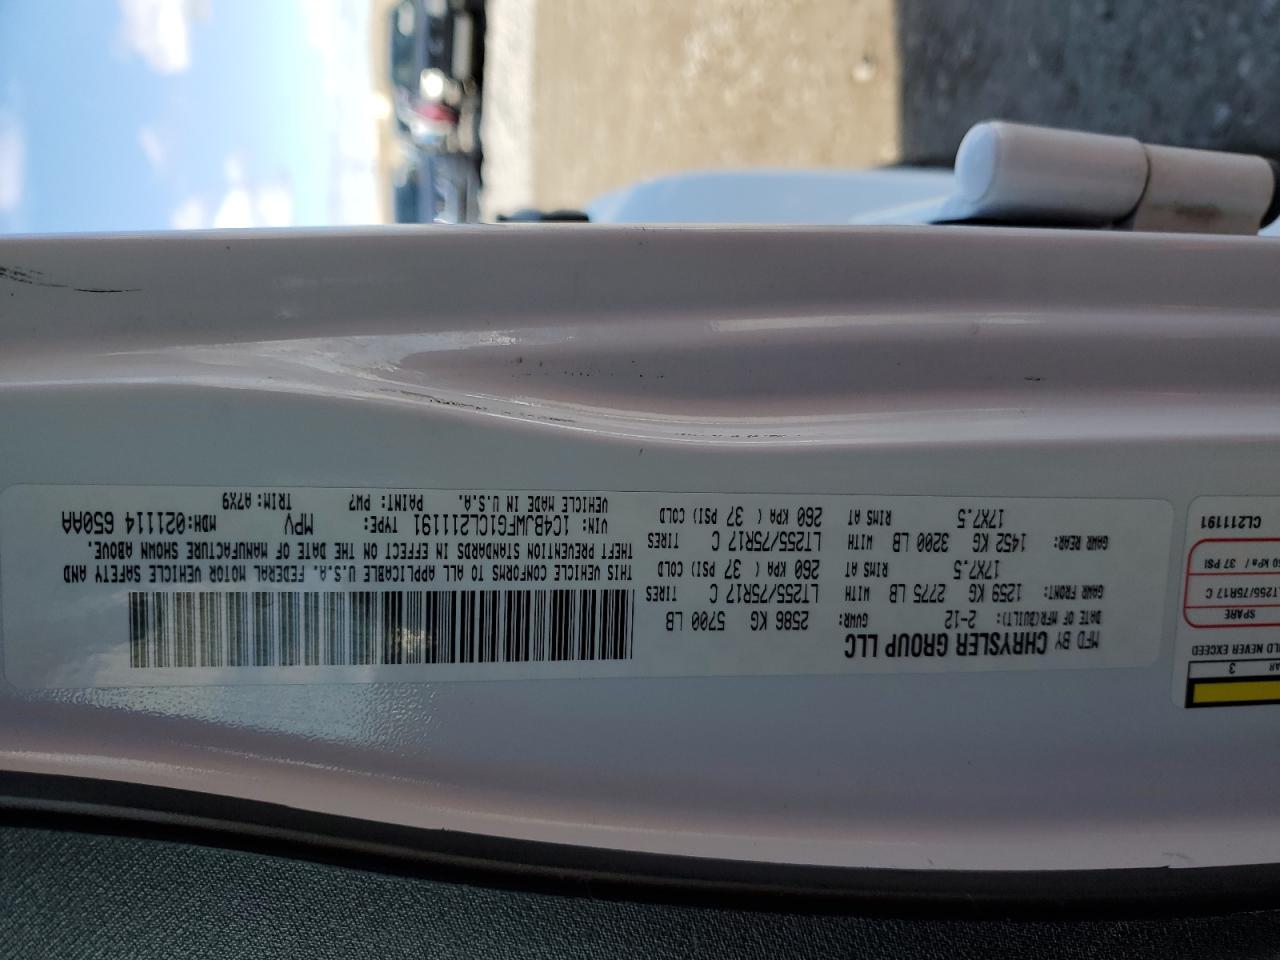 MFD BY CHRYSLER GROUP LLC
DATE OF MFR(BUILT): 2-12 GVWR: 2586 KG 5700 LB
GAWR FRONT: 1259 KG 2775 LB WITH LT255/75R17 C TIRES
17X7.5 RIMS AT 260 KPA ( 37 PSI) COLD
GAWR REAR: 1452 KG 3200 LB WITH LT255/75R17 C TIRES
17X7.5 RIMS AT 260 KPA ( 37 PSI) COLD
THIS VEHICLE CONFORMS TO ALL APPLICABLE U.S.A. FEDERAL MOTOR VEHICLE SAFETY AND
THEFT PREVENTION STANDARDS IN EFFECT ON THE DATE OF MANUFACTURE SHOWN ABOVE.
VIN: 1C4BJWFG1CL211191 TYPE: MPV MDH: 021114 650AA
VEHICLE MADE IN U.S.A. PAINT: PW7 TRIM: A7X9
3
NEVER EXCEED
SPARE
LT255/75R17 C
37 PSI
CL211191